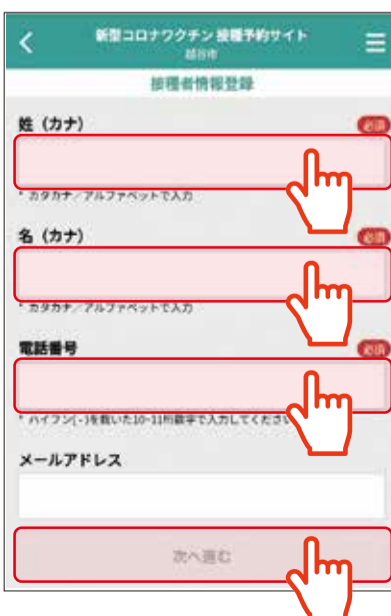 新型コロナワクチン 接種予約サイト
越谷市
接種者情報登録
姓（カナ） 必須
* カタカナ／アルファベットで入力
名（カナ） 必須
* カタカナ／アルファベットで入力
電話番号 必須
* ハイフン[-]を除いた10~11桁数字で入力してください
メールアドレス
次へ進む